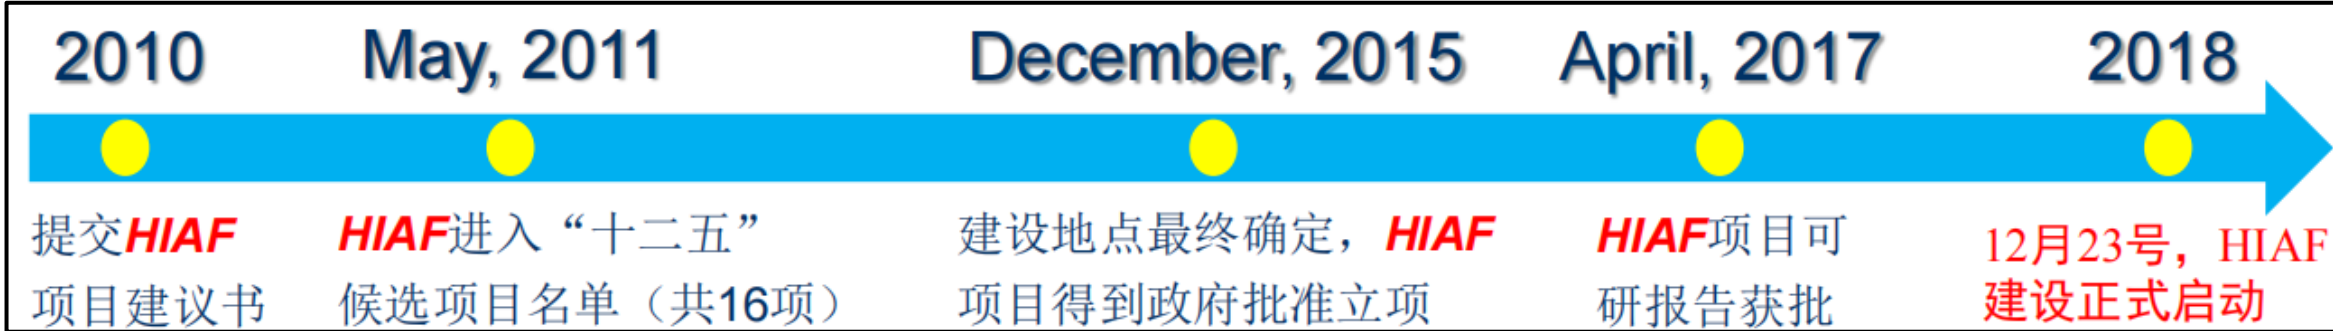 2010
提交HIAF
项目建议书
May, 2011
HIAF进入“十二五”
候选项目名单（共16项）
December, 2015
建设地点最终确定，HIAF
项目得到政府批准立项
April, 2017
HIAF项目可
研报告获批
2018
12月23号，HIAF
建设正式启动